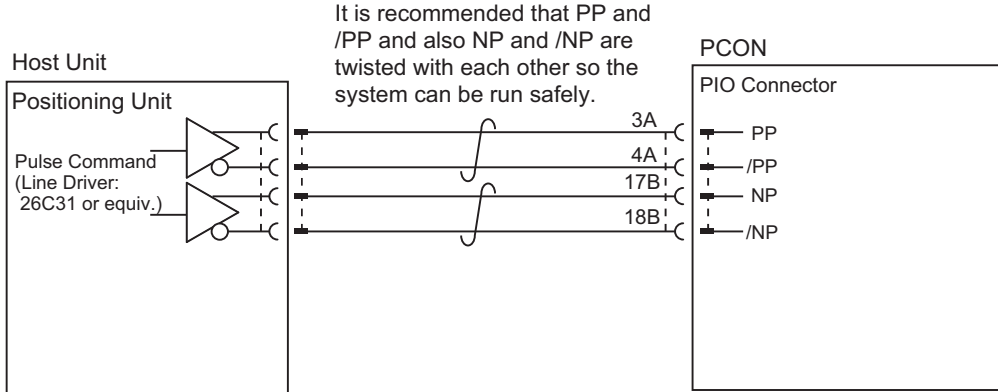 It is recommended that PP and
/PP and also NP and /NP are
twisted with each other so the
system can be run safely.
Host Unit
Positioning Unit
Pulse Command
(Line Driver:
26C31 or equiv.)
PCON
PIO Connector
3A
PP
4A
/PP
17B
NP
18B
/NP